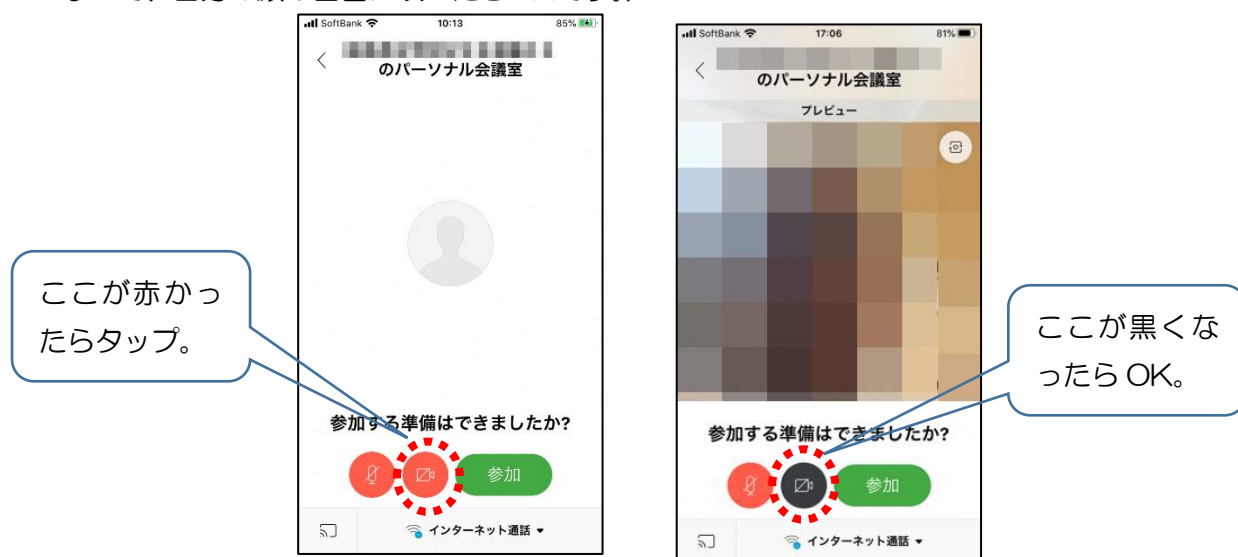 SoftBank 10:13 85%
のパーソナル会議室
ここが赤かっ
たらタップ。
参加する準備はできましたか?
参加
インターネット通話
SoftBank 17:06 81%
のパーソナル会議室
プレビュー
ここが黒くな
ったら OK。
参加する準備はできましたか?
参加
インターネット通話